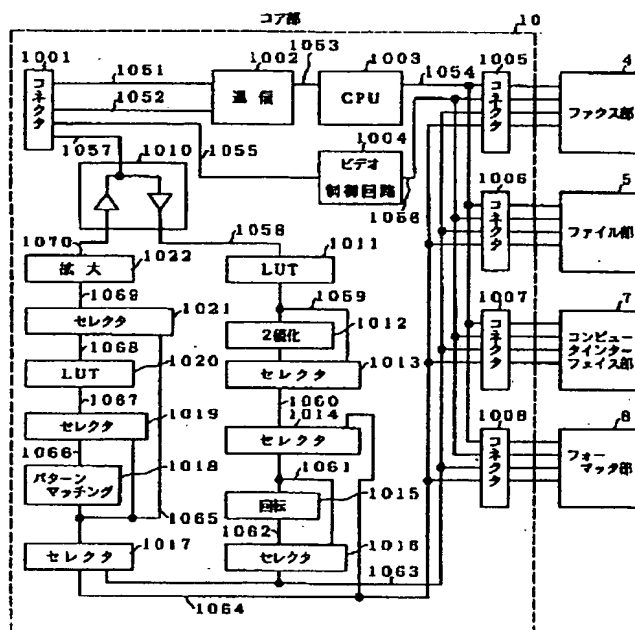 コア部
10
1001
コネクタ
1051
1052
1057
1002
通信
1053
1003
CPU
1054
1005
コネクタ
4
ファクス部
1010
1055
1004
ビデオ
制御回路
1056
1006
コネクタ
5
ファイル部
1058
1070
拡大
1022
1011
LUT
1069
1059
1021
セレクタ
1012
2値化
1007
コネクタ
7
コンピュー
タインター
フェイス部
1068
1013
セレクタ
LUT
1020
1067
1060
1014
セレクタ
1019
セレクタ
1008
コネクタ
8
フォー
マッタ部
1066
1018
パターン
マッチング
1061
1015
回転
1065
1062
1017
セレクタ
1016
セレクタ
1063
1064